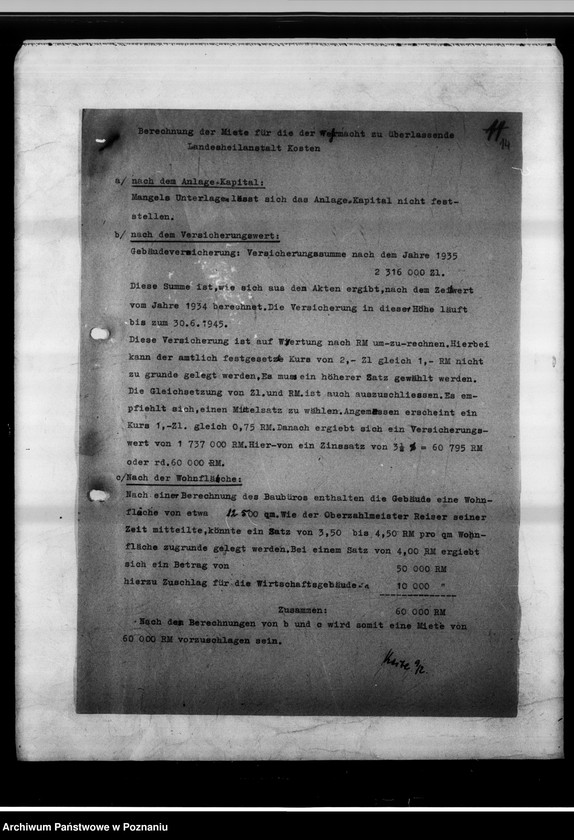 11
14
Berechnung der Miete für die der Wehrmacht zu überlassende
Landesheilanstalt Kosten
a/ nach dem Anlage-Kapital:
Mangels Unterlage lässt sich das Anlage-Kapital nicht fest-
stellen.
b/ nach dem Versicherungswert:
Gebäudeversicherung: Versicherungssumme nach dem Jahre 1935
2 316 000 Zl.
Diese Summe ist,wie sich aus den Akten ergibt,nach dem Zeitwert
vom Jahre 1934 berechnet.Die Versicherung in dieser Höhe läuft
bis zum 30.6.1945.
Diese Versicherung ist auf Wertung nach RM um-zu-rechnen.Hierbei
kann der amtlich festgesetzte Kurs von 2,- Zl gleich 1,- RM nicht
zu grunde gelegt werden.Es muss ein höherer Satz gewählt werden.
Die Gleichsetzung von Zl.und RM.ist auch auszuschliessen.Es em-
pfiehlt sich,einen Mittelsatz zu wählen.Angemessen erscheint ein
Kurs 1,-Zl. gleich 0,75 RM.Danach ergiebt sich ein Versicherungs-
wert von 1 737 000 RM.Hier-von ein Zinssatz von 3½ % = 60 795 RM
oder rd.60 000 RM.
c/Nach der Wohnfläche:
Nach einer Berechnung des Baubüros enthalten die Gebäude eine Wohn-
fläche von etwa 12 500 qm.Wie der Oberzahlmeister Reiser seiner
Zeit mitteilte,könnte ein Satz von 3,50 bis 4,50 RM pro qm Wohn-
fläche zugrunde gelegt werden.Bei einem Satz von 4,00 RM ergiebt
sich ein Betrag von 50 000 RM
hierzu Zuschlag für die Wirtschaftsgebäude 10 000 "
Zusammen: 60 000 RM
Nach den Berechnungen von b und c wird somit eine Miete von
60 000 RM vorzuschlagen sein.
Archiwum Państwowe w Poznaniu